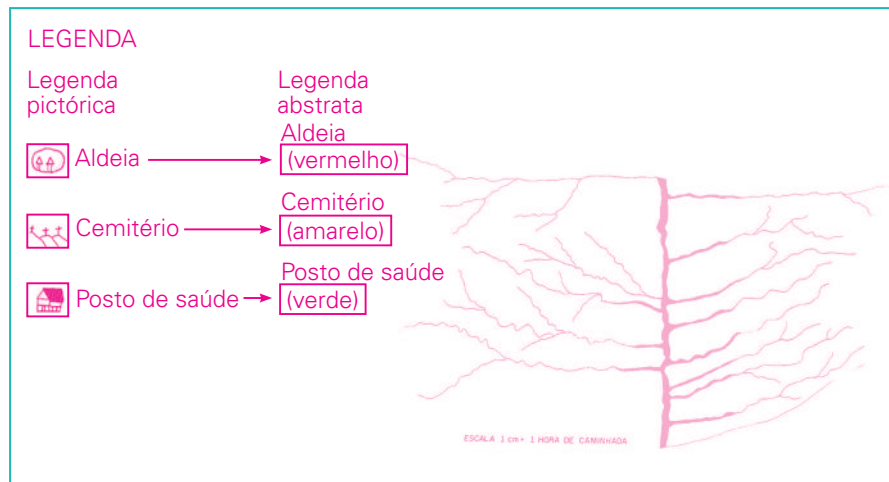 LEGENDA
Legenda
pictórica
Legenda
abstrata
Aldeia
Aldeia
(vermelho)
Cemitério
Cemitério
(amarelo)
Posto de saúde
Posto de saúde
(verde)
ESCALA 1 cm = 1 HORA DE CAMINHADA